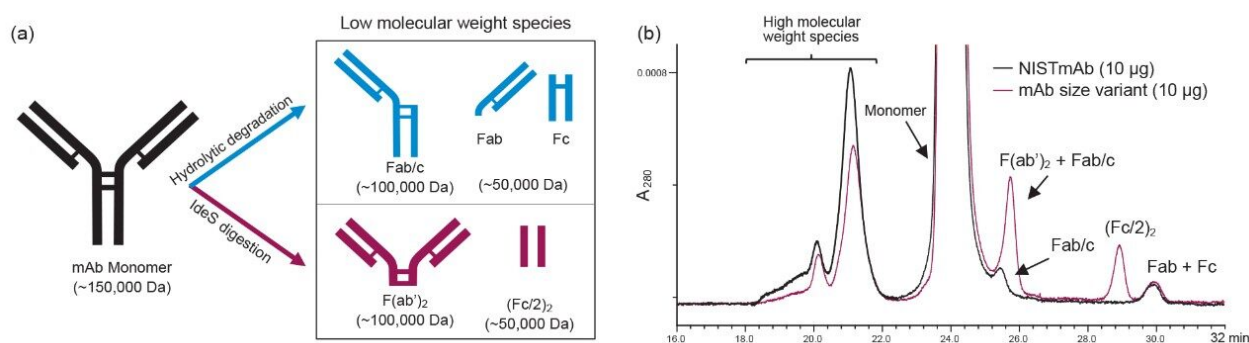 (a)
Low molecular weight species
Hydrolytic degradation
IdeS digestion
mAb Monomer
(~150,000 Da)
Fab/c
(~100,000 Da)
Fab
Fc
(~50,000 Da)
F(ab’)2
(~100,000 Da)
(Fc/2)2
(~50,000 Da)
(b)
High molecular
weight species
0.0008
A280
Monomer
NISTmAb (10 µg)
mAb size variant (10 µg)
F(ab’)2 + Fab/c
Fab/c
(Fc/2)2
Fab + Fc
16.0 18.0 20.0 22.0 24.0 26.0 28.0 30.0 32 min